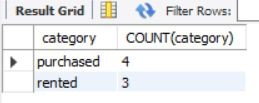 Result Grid Filter Rows:
category COUNT(category)
purchased 4
rented 3